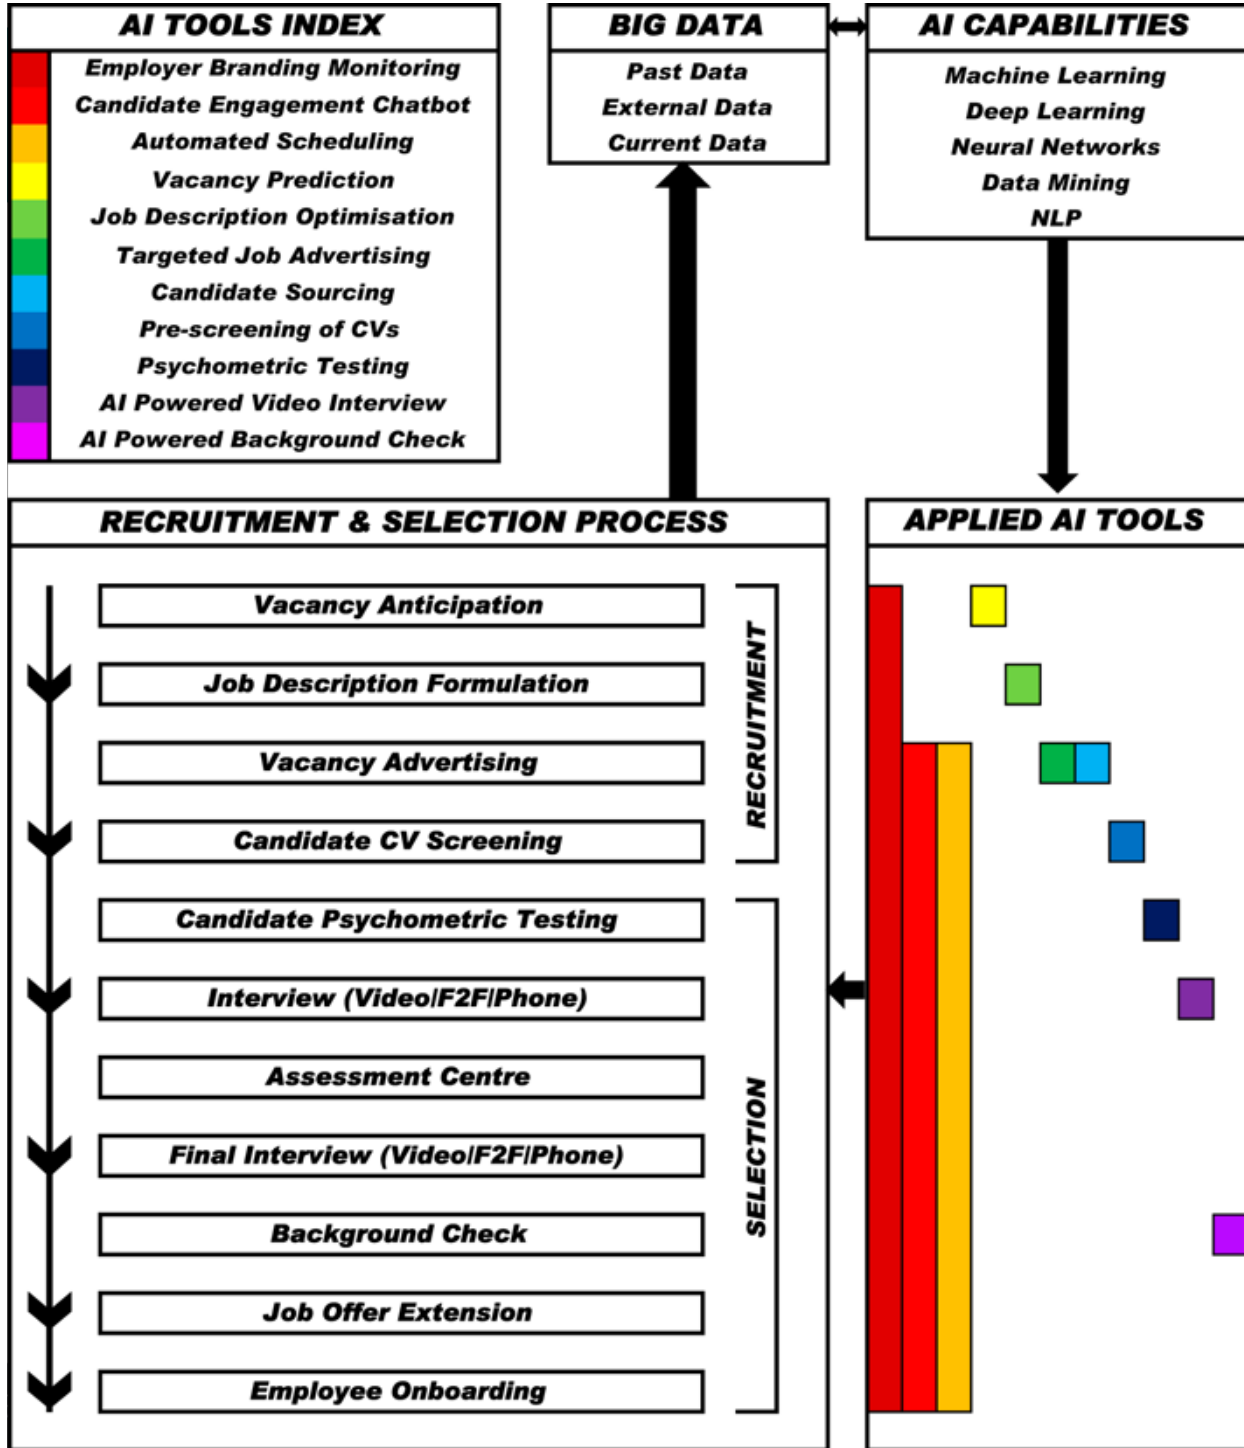 AI TOOLS INDEX
Employer Branding Monitoring
Candidate Engagement Chatbot
Automated Scheduling
Vacancy Prediction
Job Description Optimisation
Targeted Job Advertising
Candidate Sourcing
Pre-screening of CVs
Psychometric Testing
AI Powered Video Interview
AI Powered Background Check
BIG DATA
Past Data
External Data
Current Data
AI CAPABILITIES
Machine Learning
Deep Learning
Neural Networks
Data Mining
NLP
RECRUITMENT & SELECTION PROCESS
Vacancy Anticipation
Job Description Formulation
Vacancy Advertising
Candidate CV Screening
RECRUITMENT
Candidate Psychometric Testing
Interview (Video/F2F/Phone)
Assessment Centre
Final Interview (Video/F2F/Phone)
Background Check
Job Offer Extension
Employee Onboarding
SELECTION
APPLIED AI TOOLS